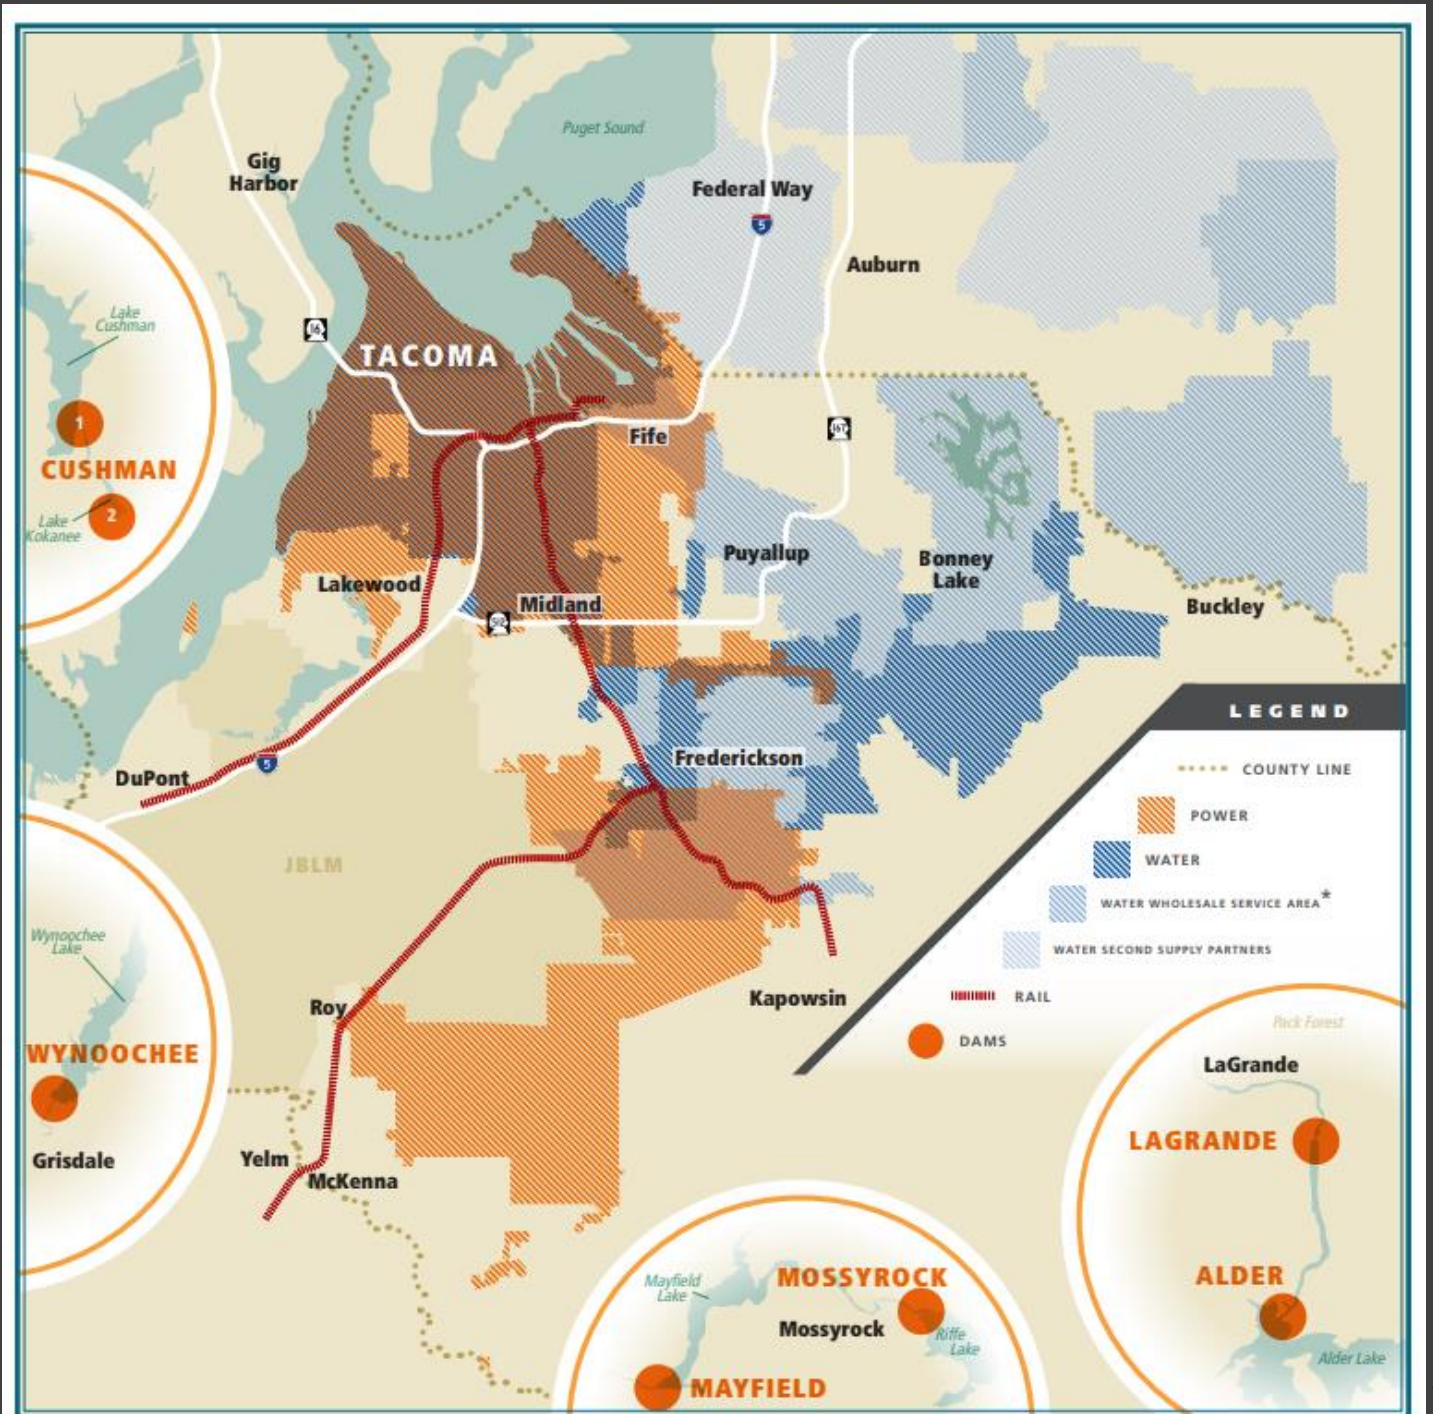 Puget Sound
Gig
Harbor
Federal Way
5
Auburn
16
Lake
Cushman
TACOMA
1
CUSHMAN
2
Lake
Kokanee
Fife
167
Puyallup
Bonney
Lake
Lakewood
Midland
512
Buckley
LEGEND
COUNTY LINE
POWER
WATER
WATER WHOLESALE SERVICE AREA*
WATER SECOND SUPPLY PARTNERS
RAIL
DAMS
Frederickson
5
DuPont
JBLM
Wynoochee
Lake
WYNOOCHEE
Grisdale
Roy
Kapowsin
Yelm
McKenna
Pack Forest
LaGrande
LAGRANDE
ALDER
Alder Lake
Mayfield
Lake
MOSSYROCK
Mossyrock
Riffe
Lake
MAYFIELD